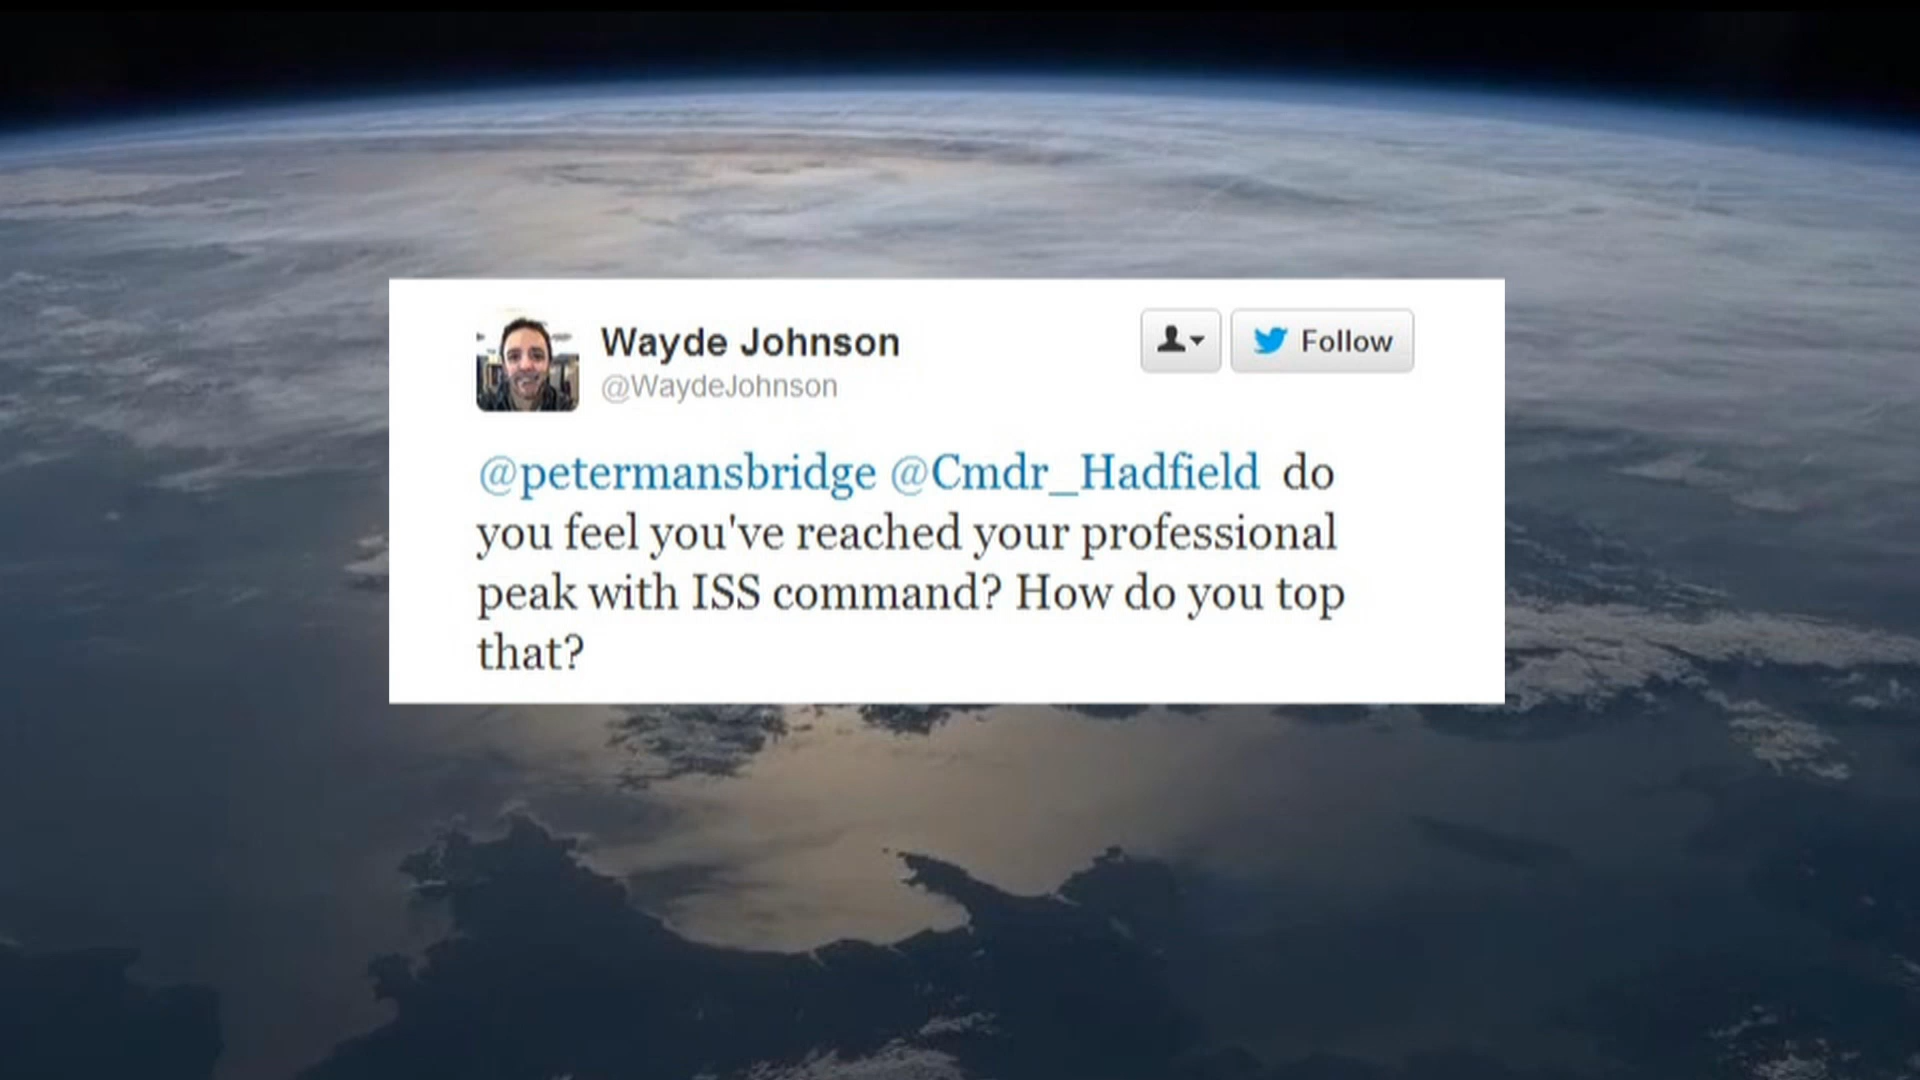 Wayde Johnson
Follow
@WaydeJohnson
@petermansbridge @Cmdr_Hadfield do
you feel you've reached your professional
peak with ISS command? How do you top
that?